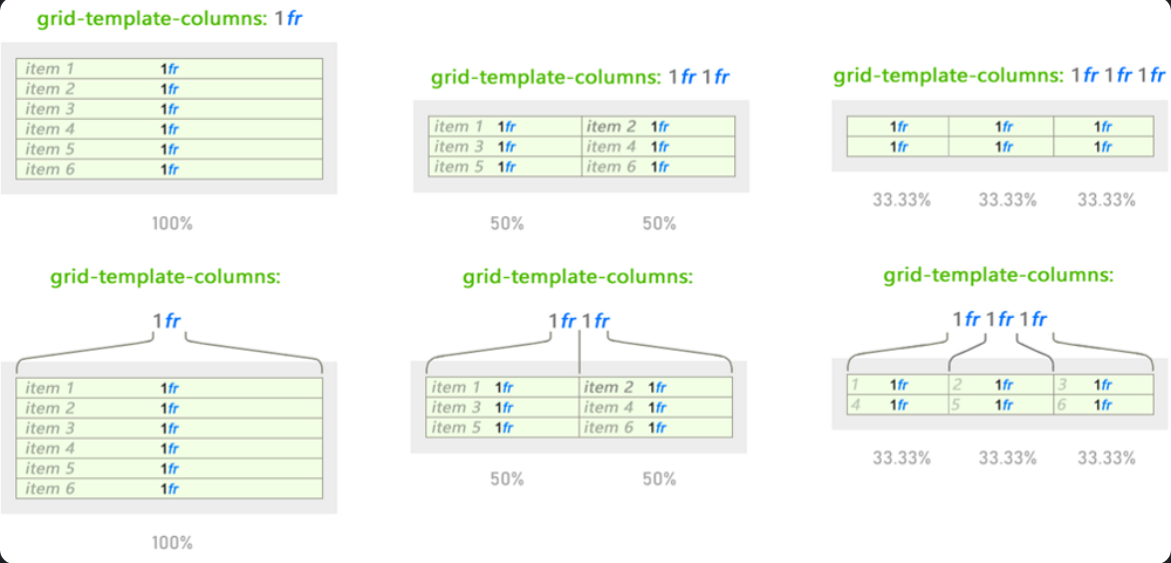 grid-template-columns: 1fr
item 1 1fr
item 2 1fr
item 3 1fr
item 4 1fr
item 5 1fr
item 6 1fr
100%
grid-template-columns: 1fr 1fr
item 1 1fr item 2 1fr
item 3 1fr item 4 1fr
item 5 1fr item 6 1fr
50% 50%
grid-template-columns: 1fr 1fr 1fr
1fr 1fr 1fr
1fr 1fr 1fr
33.33% 33.33% 33.33%
grid-template-columns:
1fr
item 1 1fr
item 2 1fr
item 3 1fr
item 4 1fr
item 5 1fr
item 6 1fr
100%
grid-template-columns:
1fr 1fr
item 1 1fr item 2 1fr
item 3 1fr item 4 1fr
item 5 1fr item 6 1fr
50% 50%
grid-template-columns:
1fr 1fr 1fr
1 1fr 2 1fr 3 1fr
4 1fr 5 1fr 6 1fr
33.33% 33.33% 33.33%